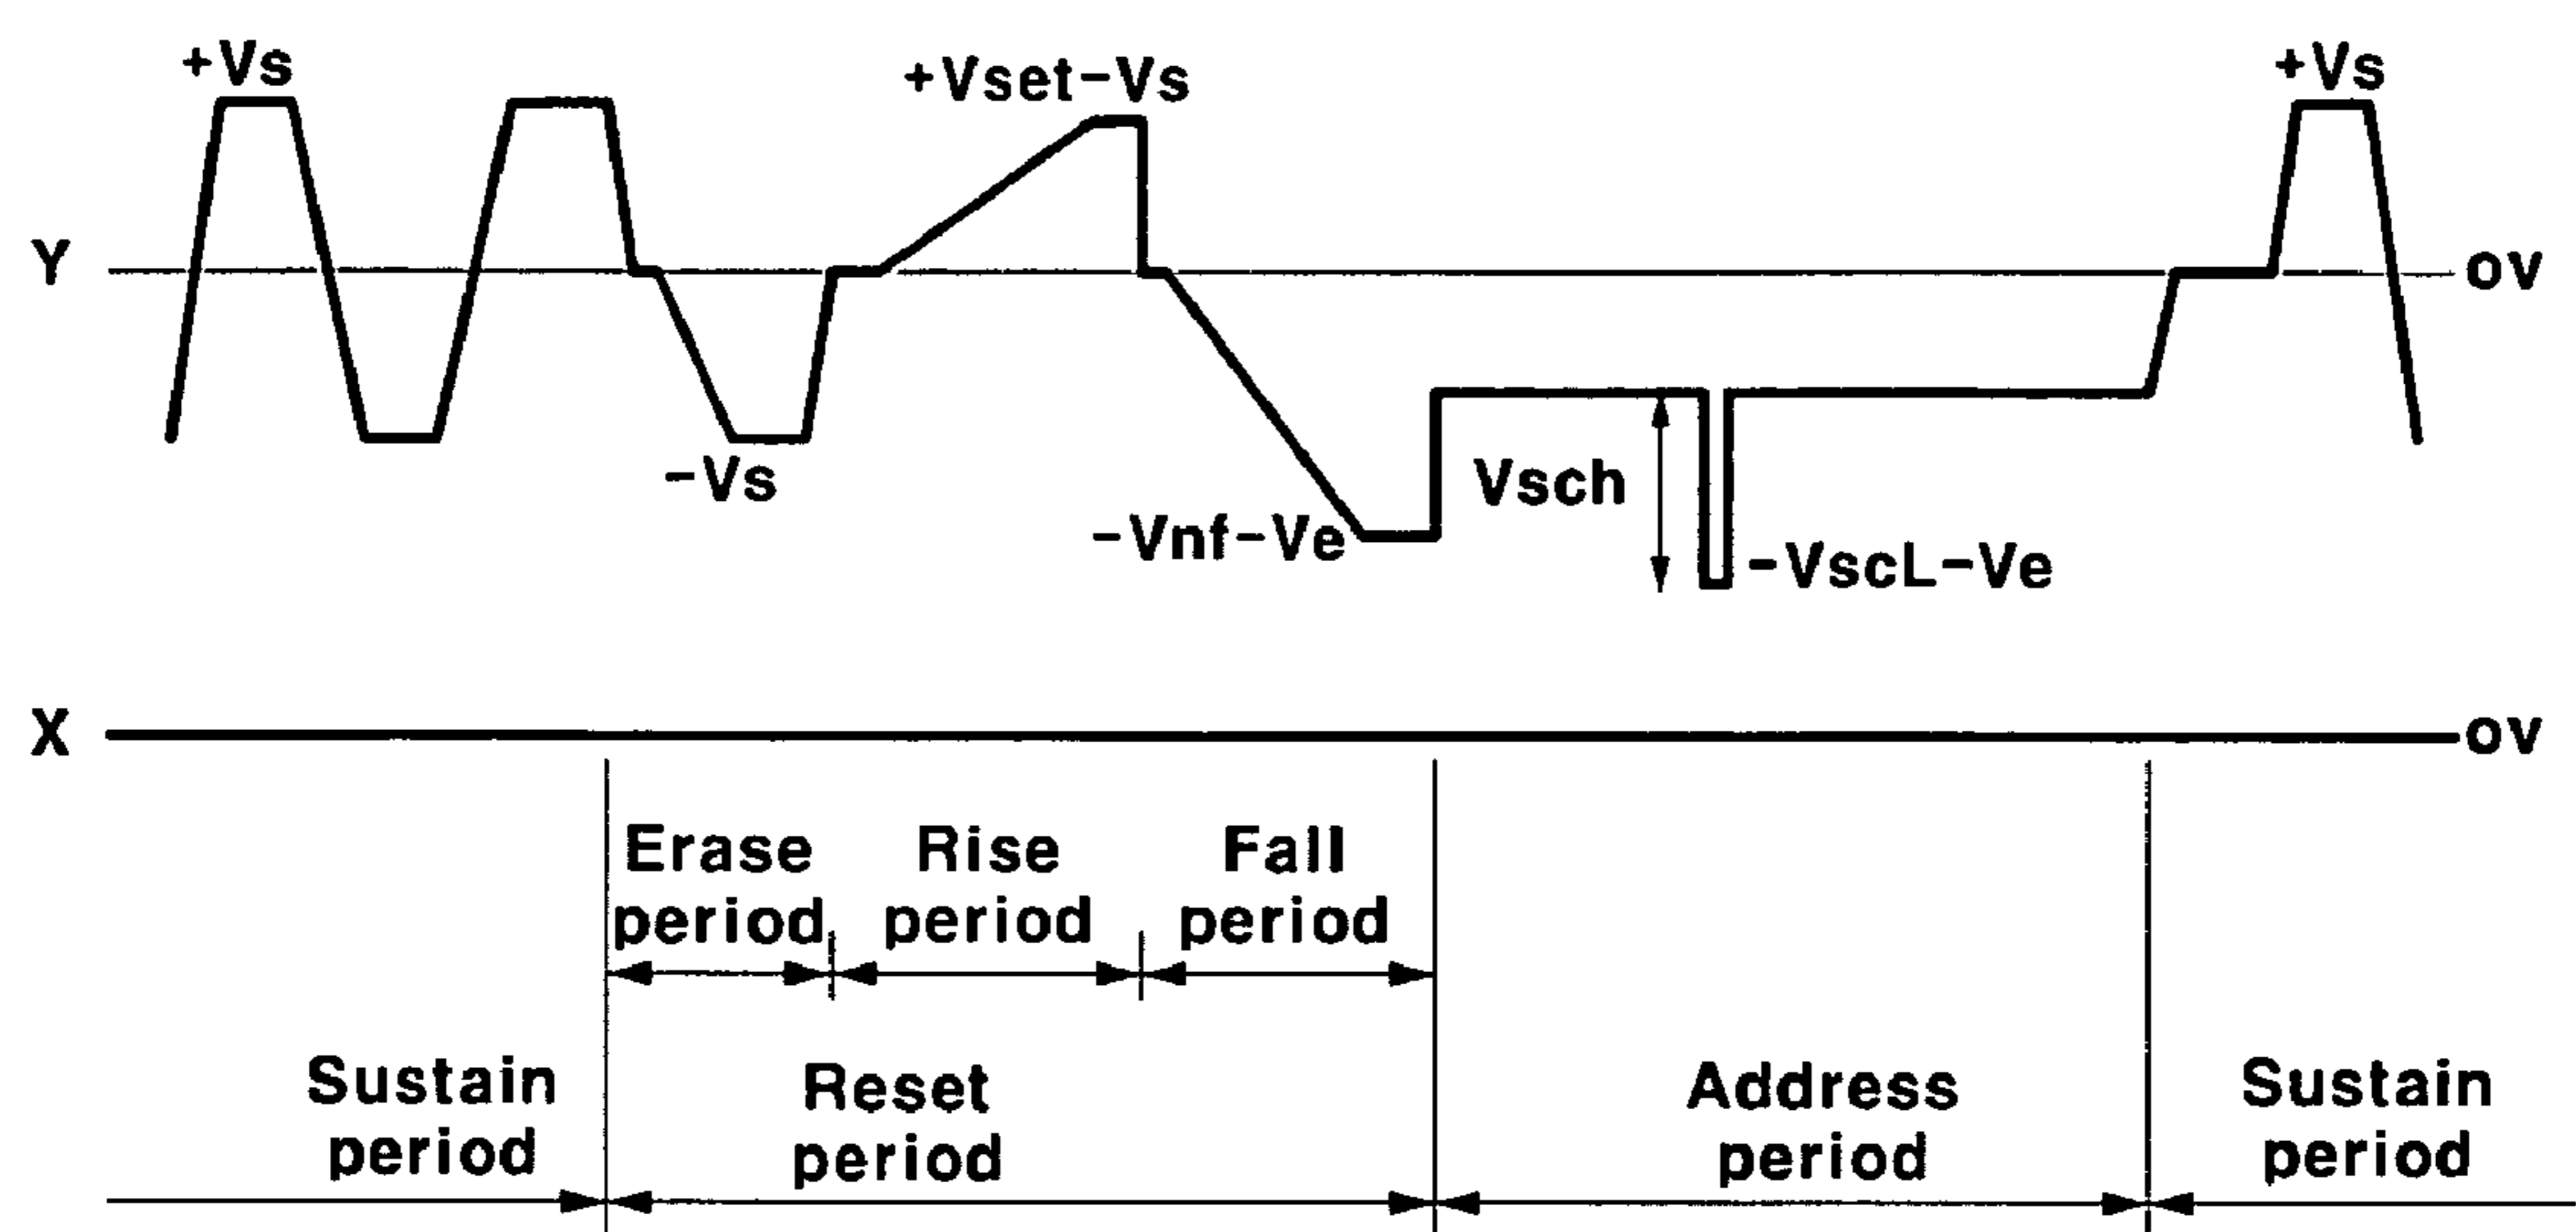 +Vs
+Vset-Vs
+Vs
Y
0V
-Vs
Vsch
-Vnf-Ve
-VscL-Ve
X
0V
Erase
period
Rise
period
Fall
period
Sustain
period
Reset
period
Address
period
Sustain
period